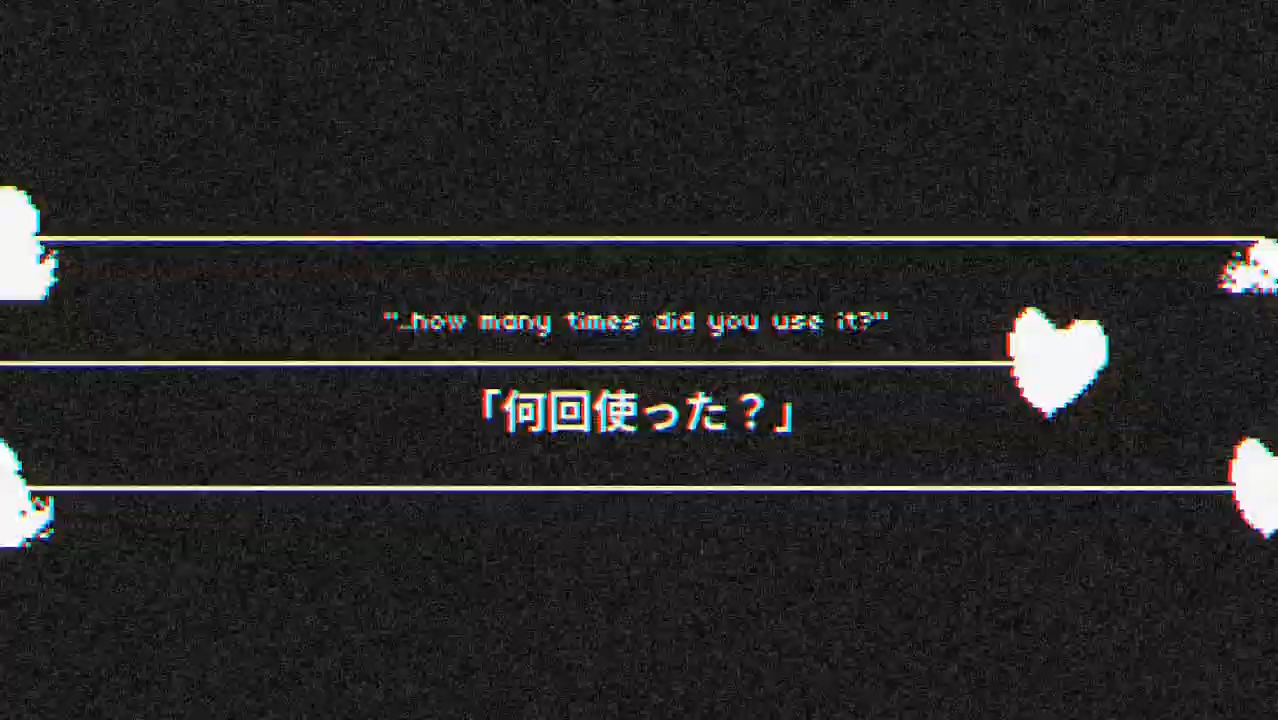 "..how many times did you use it?"
「何回使った？」